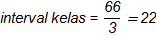 interval kelas = 66/3 = 22